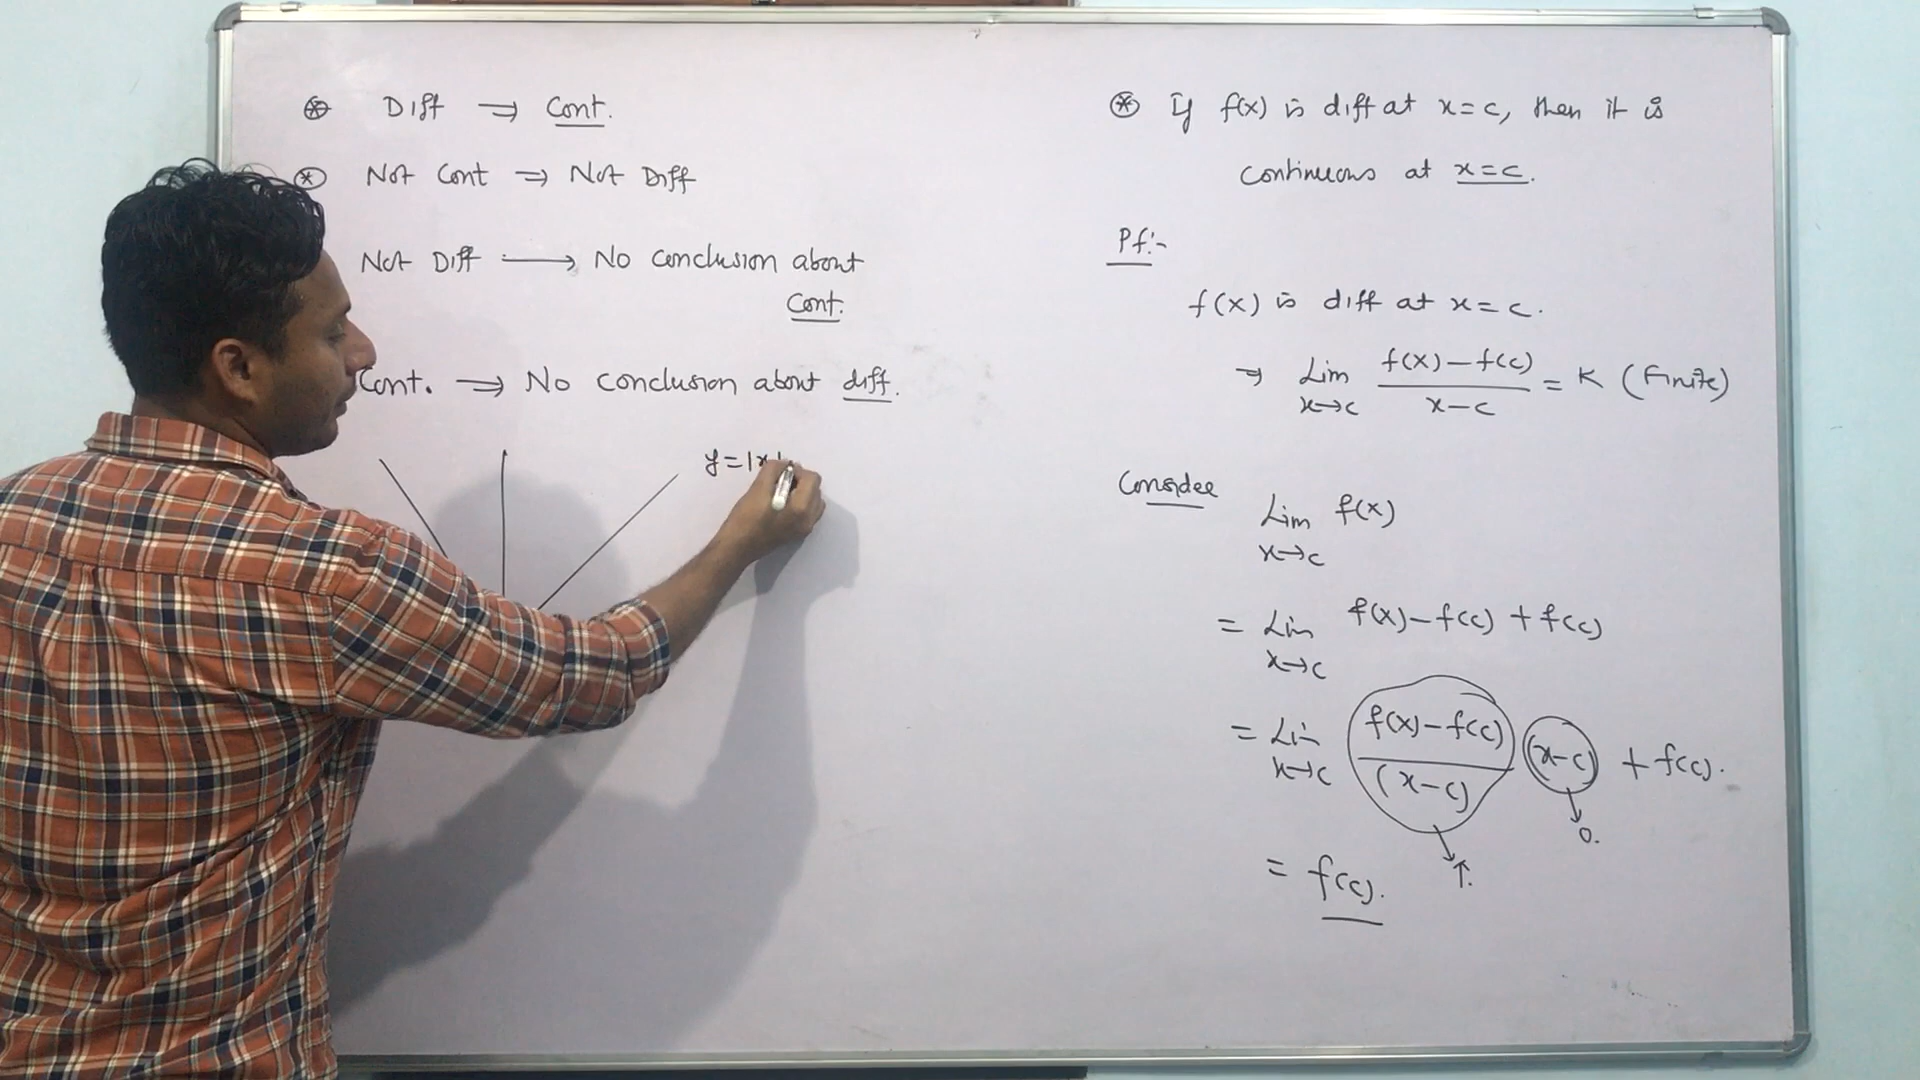 ⊛ Diff ⇒ Cont.
⊛ Not Cont ⇒ Not Diff
Not Diff ⟶ No conclusion about
Cont.
Cont. ⇒ No conclusion about diff.
y=|x|
⊛ If f(x) is diff at x=c, then it is
continuous at x=c.
Pf:-
f(x) is diff at x=c.
⇒ Lim x→c (f(x)-f(c))/(x-c) = K (Finite)
Consider
Lim x→c f(x)
= Lim x→c f(x)-f(c)+f(c)
= Lim x→c (f(x)-f(c))/(x-c) (x-c) + f(c).
0.
= f(c).